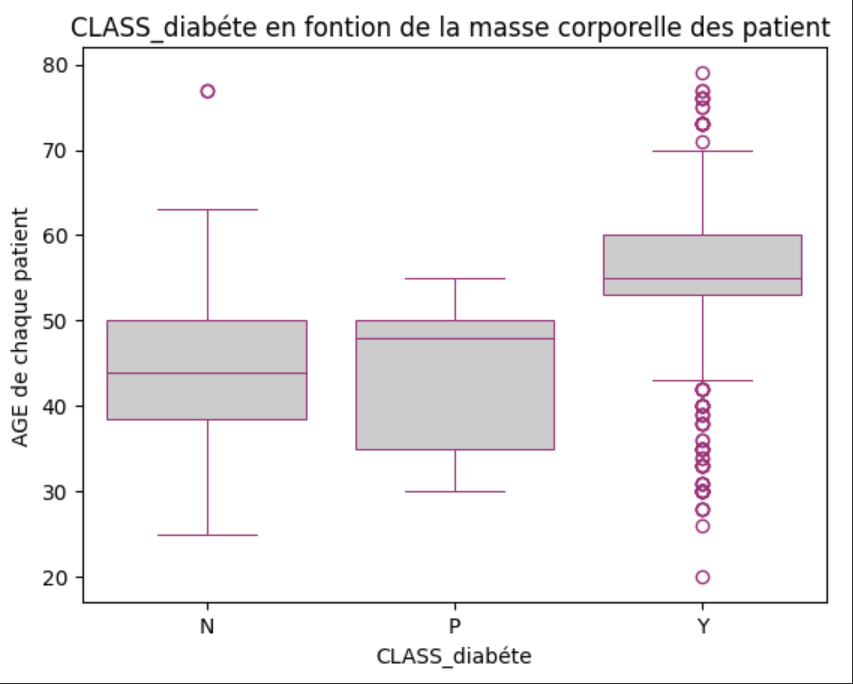 CLASS_diabéte en fontion de la masse corporelle des patient
80
70
60
50
40
30
20
AGE de chaque patient
N P Y
CLASS_diabéte